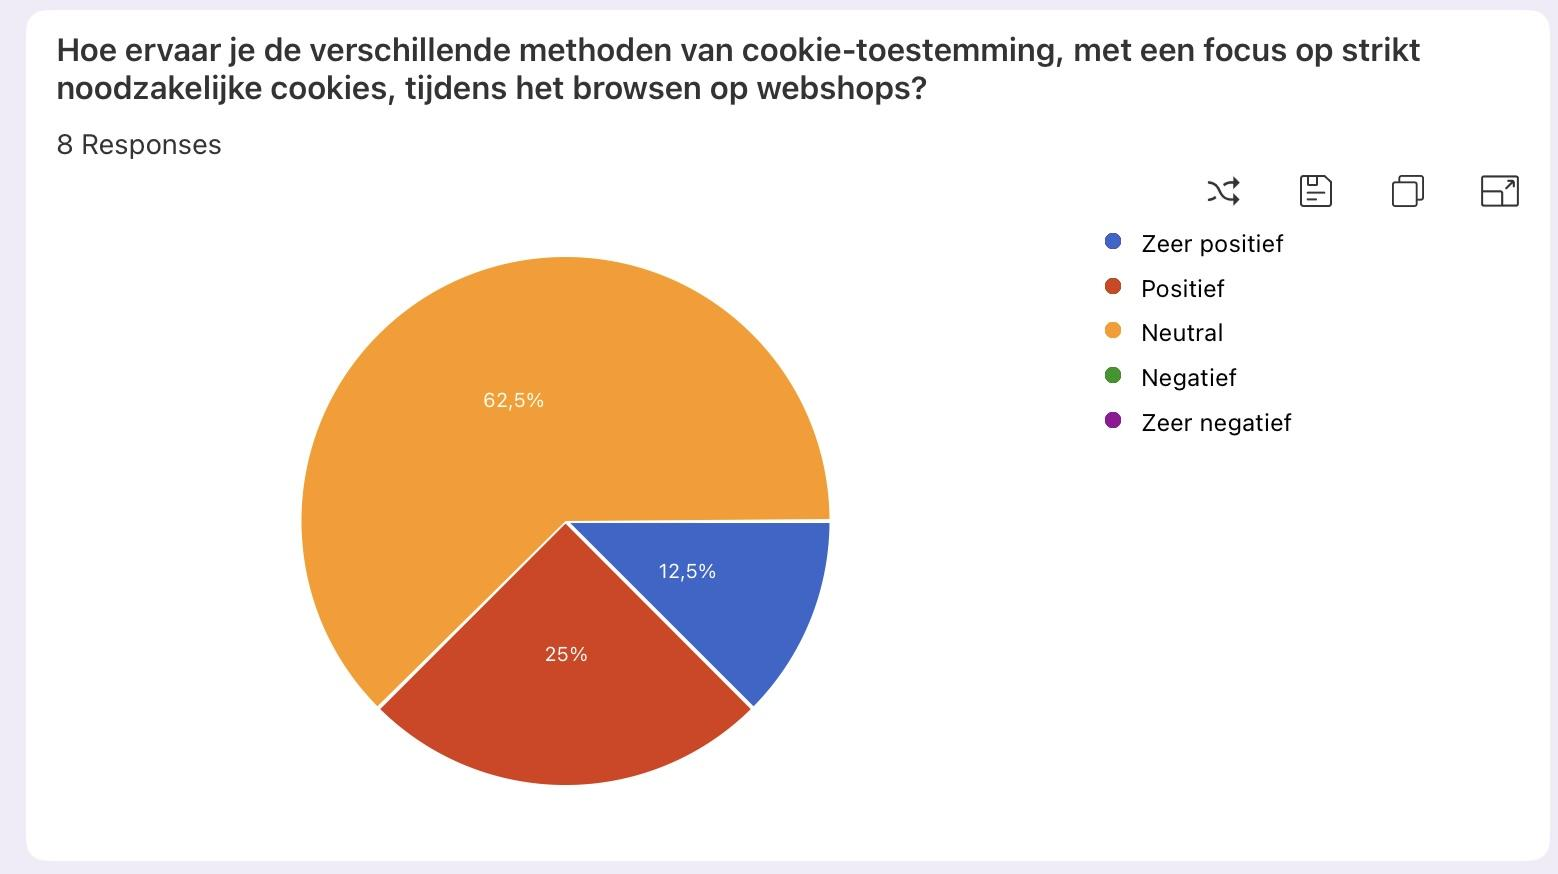 Hoe ervaar je de verschillende methoden van cookie-toestemming, met een focus op strikt
noodzakelijke cookies, tijdens het browsen op webshops?
8 Responses
Zeer positief
Positief
Neutral
Negatief
Zeer negatief
62,5%
12,5%
25%